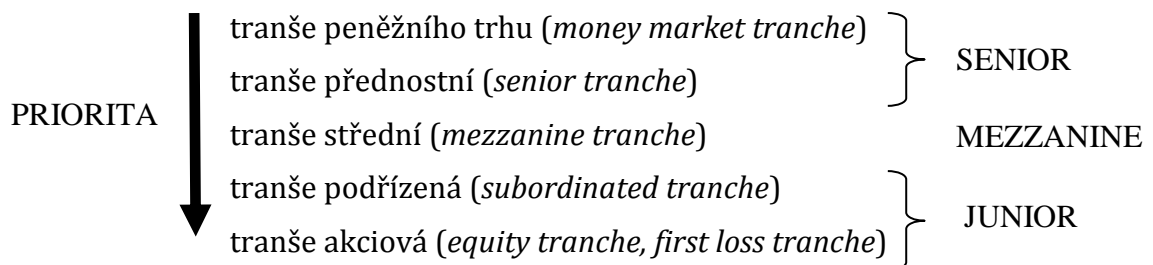 tranše peněžního trhu (money market tranche)
tranše přednostní (senior tranche)
SENIOR
PRIORITA
tranše střední (mezzanine tranche)
MEZZANINE
tranše podřízená (subordinated tranche)
tranše akciová (equity tranche, first loss tranche)
JUNIOR